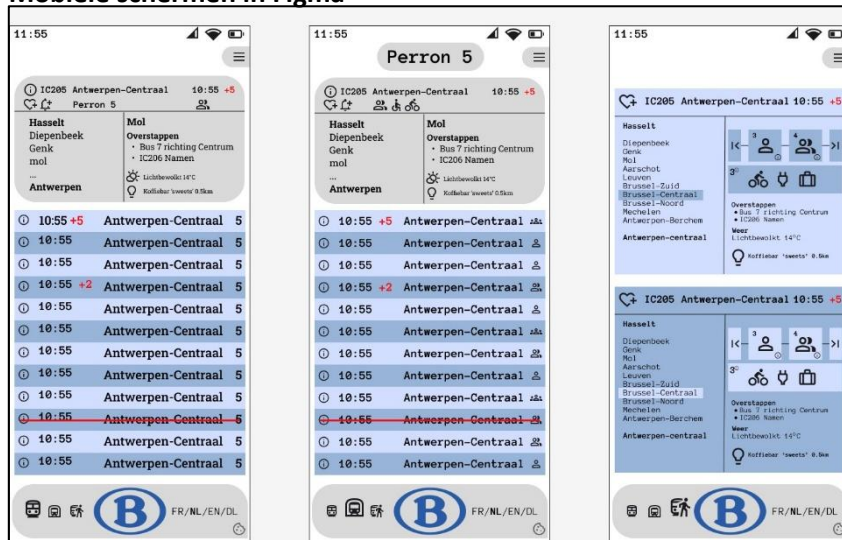 Mobiele schermen in Figma
11:55
IC205 Antwerpen-Centraal 10:55 +5
Perron 5
Hasselt
Diepenbeek
Genk
mol
...
Antwerpen
Mol
Overstappen
• Bus 7 richting Centrum
• IC206 Namen
Lichtbewolkt 14°C
Koffiebar 'sweets' 0.5km
10:55 +5 Antwerpen-Centraal 5
10:55 Antwerpen-Centraal 5
10:55 Antwerpen-Centraal 5
10:55 +2 Antwerpen-Centraal 5
10:55 Antwerpen-Centraal 5
10:55 Antwerpen-Centraal 5
10:55 Antwerpen-Centraal 5
10:55 Antwerpen-Centraal 5
10:55 Antwerpen-Centraal 5
10:55 Antwerpen-Centraal 5
10:55 Antwerpen-Centraal 5
10:55 Antwerpen-Centraal 5
B
FR/NL/EN/DL
11:55
Perron 5
IC205 Antwerpen-Centraal 10:55 +5
Hasselt
Diepenbeek
Genk
mol
...
Antwerpen
Mol
Overstappen
• Bus 7 richting Centrum
• IC206 Namen
Lichtbewolkt 14°C
Koffiebar 'sweets' 0.5km
10:55 +5 Antwerpen-Centraal
10:55 Antwerpen-Centraal
10:55 Antwerpen-Centraal
10:55 +2 Antwerpen-Centraal
10:55 Antwerpen-Centraal
10:55 Antwerpen-Centraal
10:55 Antwerpen-Centraal
10:55 Antwerpen-Centraal
10:55 Antwerpen-Centraal
10:55 Antwerpen-Centraal
10:55 Antwerpen-Centraal
10:55 Antwerpen-Centraal
B
FR/NL/EN/DL
11:55
IC205 Antwerpen-Centraal 10:55 +5
Hasselt
Diepenbeek
Genk
Mol
Aarschot
Leuven
Brussel-Zuid
Brussel-Centraal
Brussel-Noord
Mechelen
Antwerpen-Berchem
Antwerpen-centraal
3 4
3°
Overstappen
• Bus 7 richting Centrum
• IC206 Namen
Weer
Lichtbewolkt 14°C
Koffiebar 'sweets' 0.5km
IC205 Antwerpen-Centraal 10:55 +5
Hasselt
Diepenbeek
Genk
Mol
Aarschot
Leuven
Brussel-Zuid
Brussel-Centraal
Brussel-Noord
Mechelen
Antwerpen-Berchem
Antwerpen-centraal
3 4
3°
Overstappen
• Bus 7 richting Centrum
• IC206 Namen
Weer
Lichtbewolkt 14°C
Koffiebar 'sweets' 0.5km
B
FR/NL/EN/DL